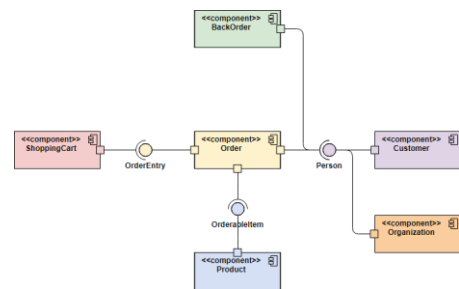 <<component>>
BackOrder
<<component>>
ShoppingCart
OrderEntry
<<component>>
Order
Person
<<component>>
Customer
OrderableItem
<<component>>
Organization
<<component>>
Product